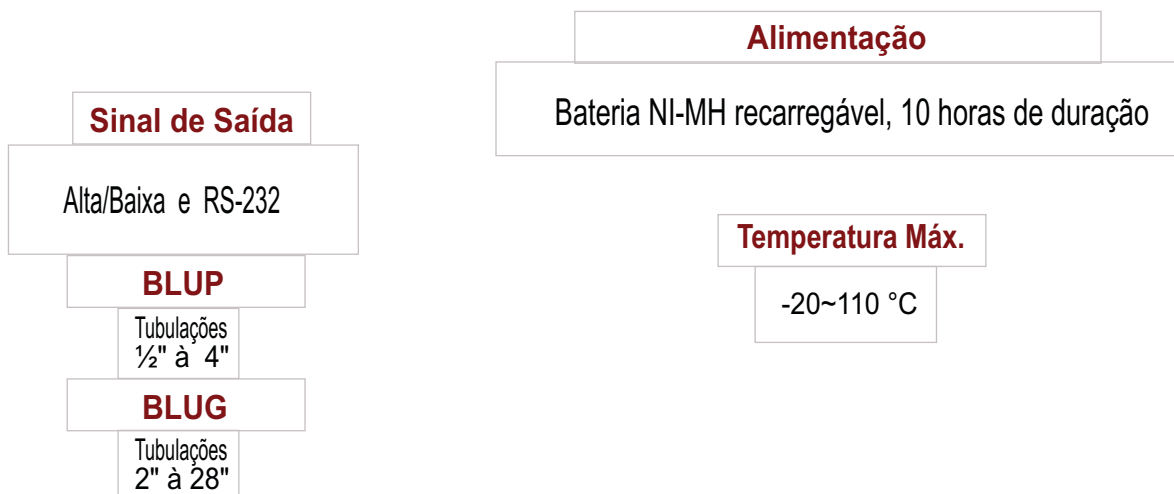 Alimentação
Bateria NI-MH recarregável, 10 horas de duração
Sinal de Saída
Alta/Baixa e RS-232
BLUP
Tubulações
½" à 4"
BLUG
Tubulações
2" à 28"
Temperatura Máx.
-20~110 °C